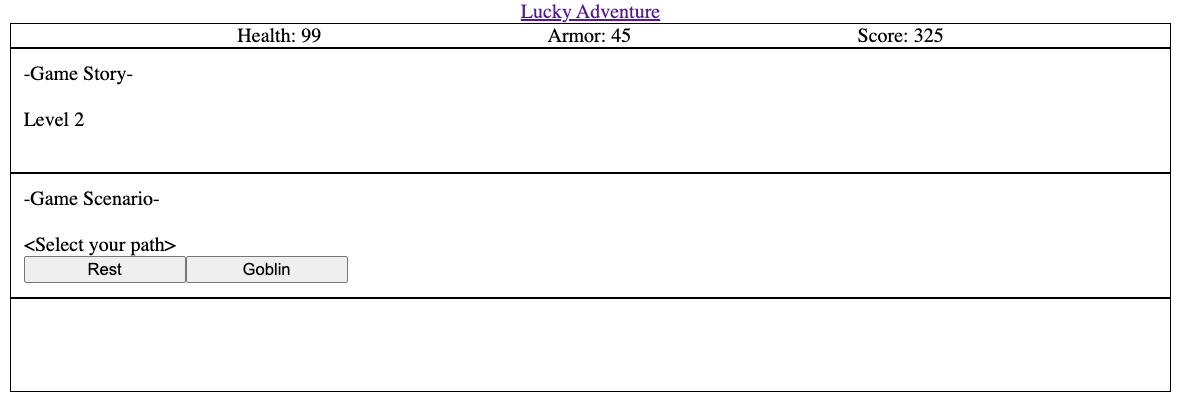 Lucky Adventure
Health: 99 Armor: 45 Score: 325
-Game Story-
Level 2
-Game Scenario-
<Select your path>
Rest Goblin